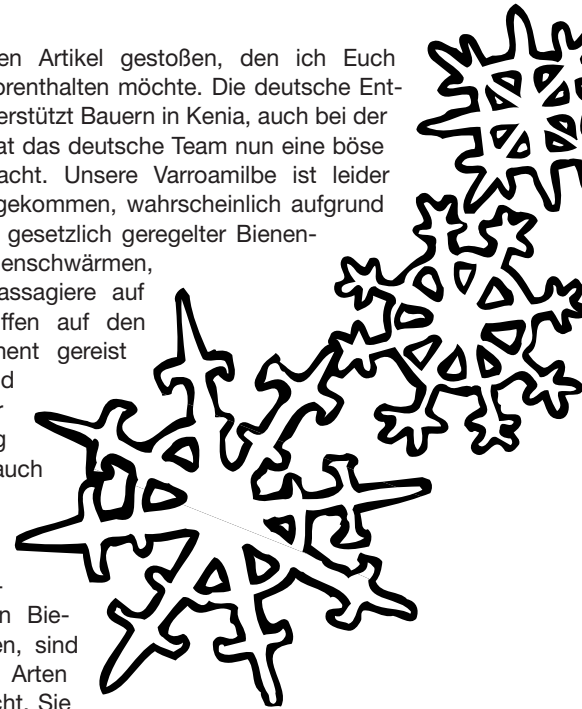 en Artikel gestoßen, den ich Euch
orenthalten möchte. Die deutsche Ent-
erstützt Bauern in Kenia, auch bei der
at das deutsche Team nun eine böse
acht. Unsere Varroamilbe ist leider
gekommen, wahrscheinlich aufgrund
gesetzlich geregelter Bienen-
enschwärmen,
assagiere auf
ffen auf den
nent gereist
d
r
g
auch
-
n Bie-
en, sind
Arten
cht. Sie